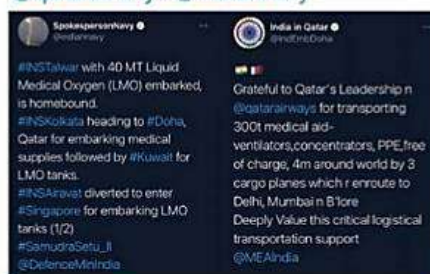 SpokespersonNavy
@indiannavy
#INSTalwar with 40 MT Liquid
Medical Oxygen (LMO) embarked,
is homebound.
#INSKolkata heading to #Doha,
Qatar for embarking medical
supplies followed by #Kuwait for
LMO tanks.
#INSAiravat diverted to enter
#Singapore for embarking LMO
tanks (1/2)
#SamudraSetu_II
@DefenceMinIndia
India in Qatar
@IndEmbDoha
Grateful to Qatar's Leadership n
@qatarairways for transporting
300t medical aid-
ventilators,concentrators, PPE,free
of charge, 4m around world by 3
cargo planes which r enroute to
Delhi, Mumbai n B'lore
Deeply Value this critical logistical
transportation support
@MEAIndia